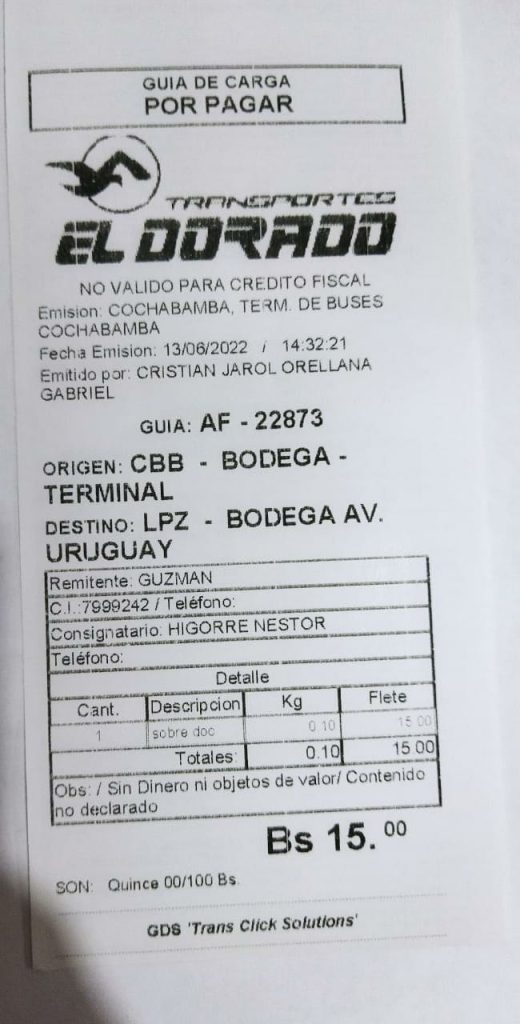 GUIA DE CARGA
POR PAGAR
TRANSPORTES
EL DORADO
NO VALIDO PARA CREDITO FISCAL
Emision: COCHABAMBA, TERM. DE BUSES
COCHABAMBA
Fecha Emision: 13/06/2022 / 14:32:21
Emitido por: CRISTIAN JAROL ORELLANA
GABRIEL
GUIA: AF - 22873
ORIGEN: CBB - BODEGA -
TERMINAL
DESTINO: LPZ - BODEGA AV.
URUGUAY
Remitente: GUZMAN
C.I.:7999242 / Teléfono:
Consignatario: HIGORRE NESTOR
Teléfono:
Detalle
Cant. Descripcion Kg Flete
1 sobre doc 0.10 15.00
Totales: 0.10 15.00
Obs: / Sin Dinero ni objetos de valor/ Contenido
no declarado
Bs 15.00
SON: Quince 00/100 Bs.
GDS 'Trans Click Solutions'